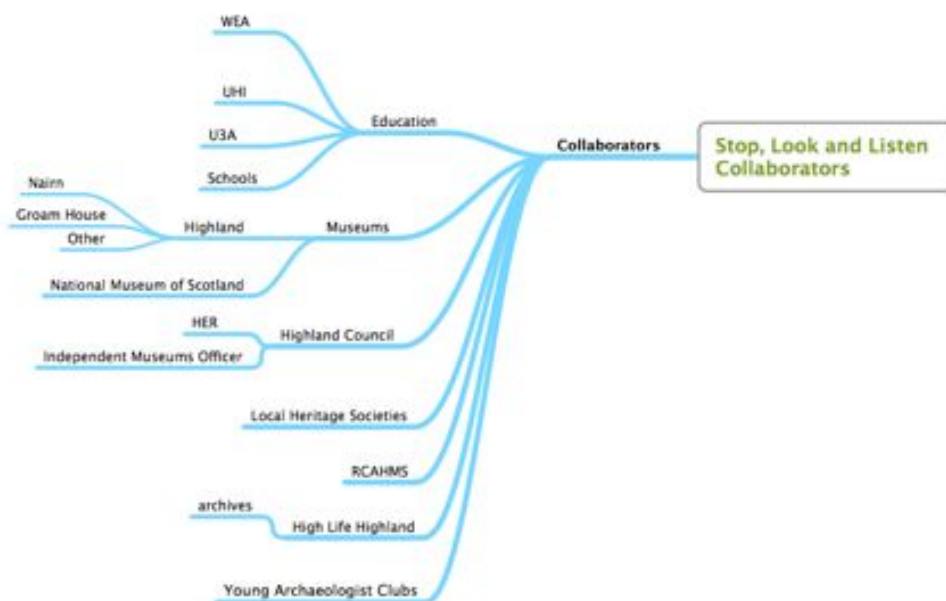 WEA
UHI
Education
U3A
Collaborators
Stop, Look and Listen
Collaborators
Schools
Nairn
Groam House
Highland
Museums
Other
National Museum of Scotland
HER
Highland Council
Independent Museums Officer
Local Heritage Societies
RCAHMS
archives
High Life Highland
Young Archaeologist Clubs